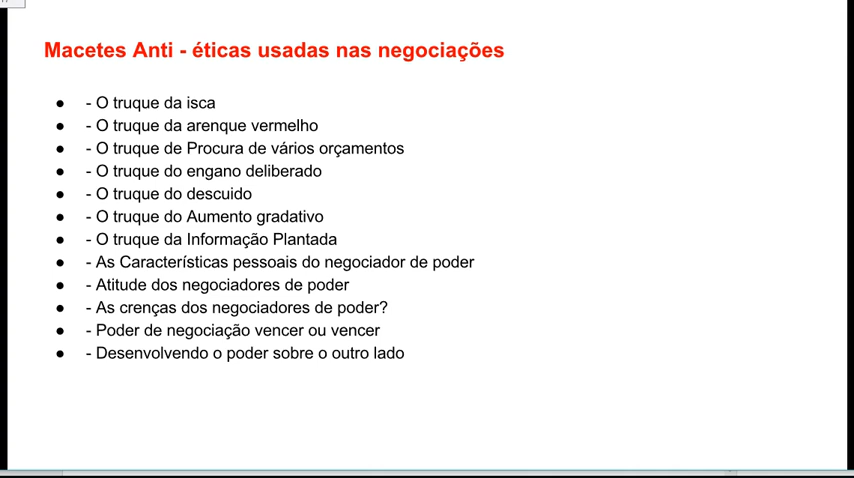 Macetes Anti - éticas usadas nas negociações
● - O truque da isca
● - O truque da arenque vermelho
● - O truque de Procura de vários orçamentos
● - O truque do engano deliberado
● - O truque do descuido
● - O truque do Aumento gradativo
● - O truque da Informação Plantada
● - As Características pessoais do negociador de poder
● - Atitude dos negociadores de poder
● - As crenças dos negociadores de poder?
● - Poder de negociação vencer ou vencer
● - Desenvolvendo o poder sobre o outro lado